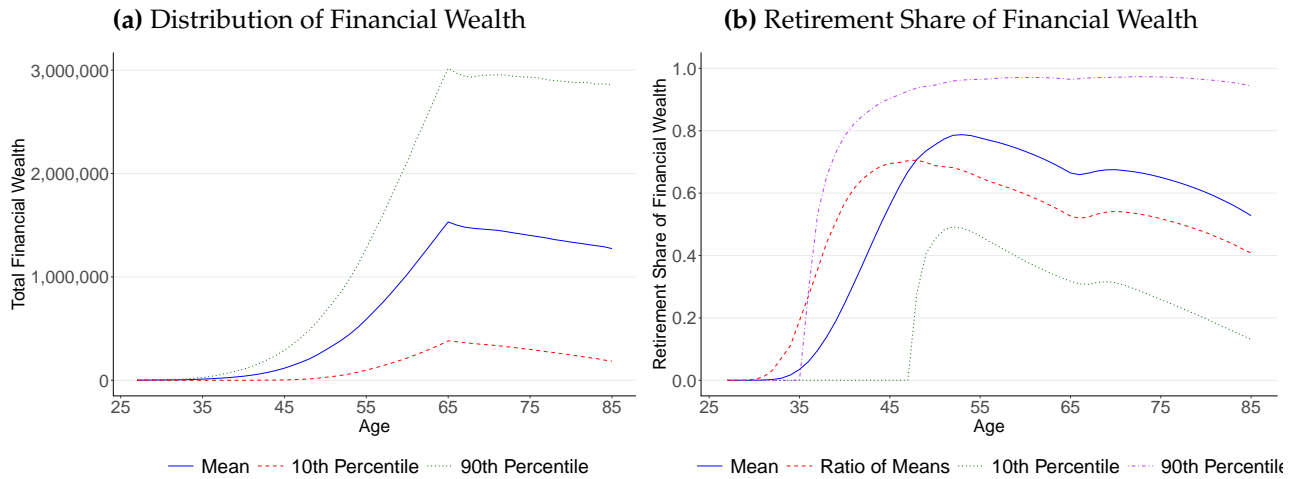 (a) Distribution of Financial Wealth
Total Financial Wealth
3,000,000
2,000,000
1,000,000
0
25 35 45 55 65 75 85
Age
Mean 10th Percentile 90th Percentile
(b) Retirement Share of Financial Wealth
Retirement Share of Financial Wealth
1.0
0.8
0.6
0.4
0.2
0.0
25 35 45 55 65 75 85
Age
Mean Ratio of Means 10th Percentile 90th Percentile